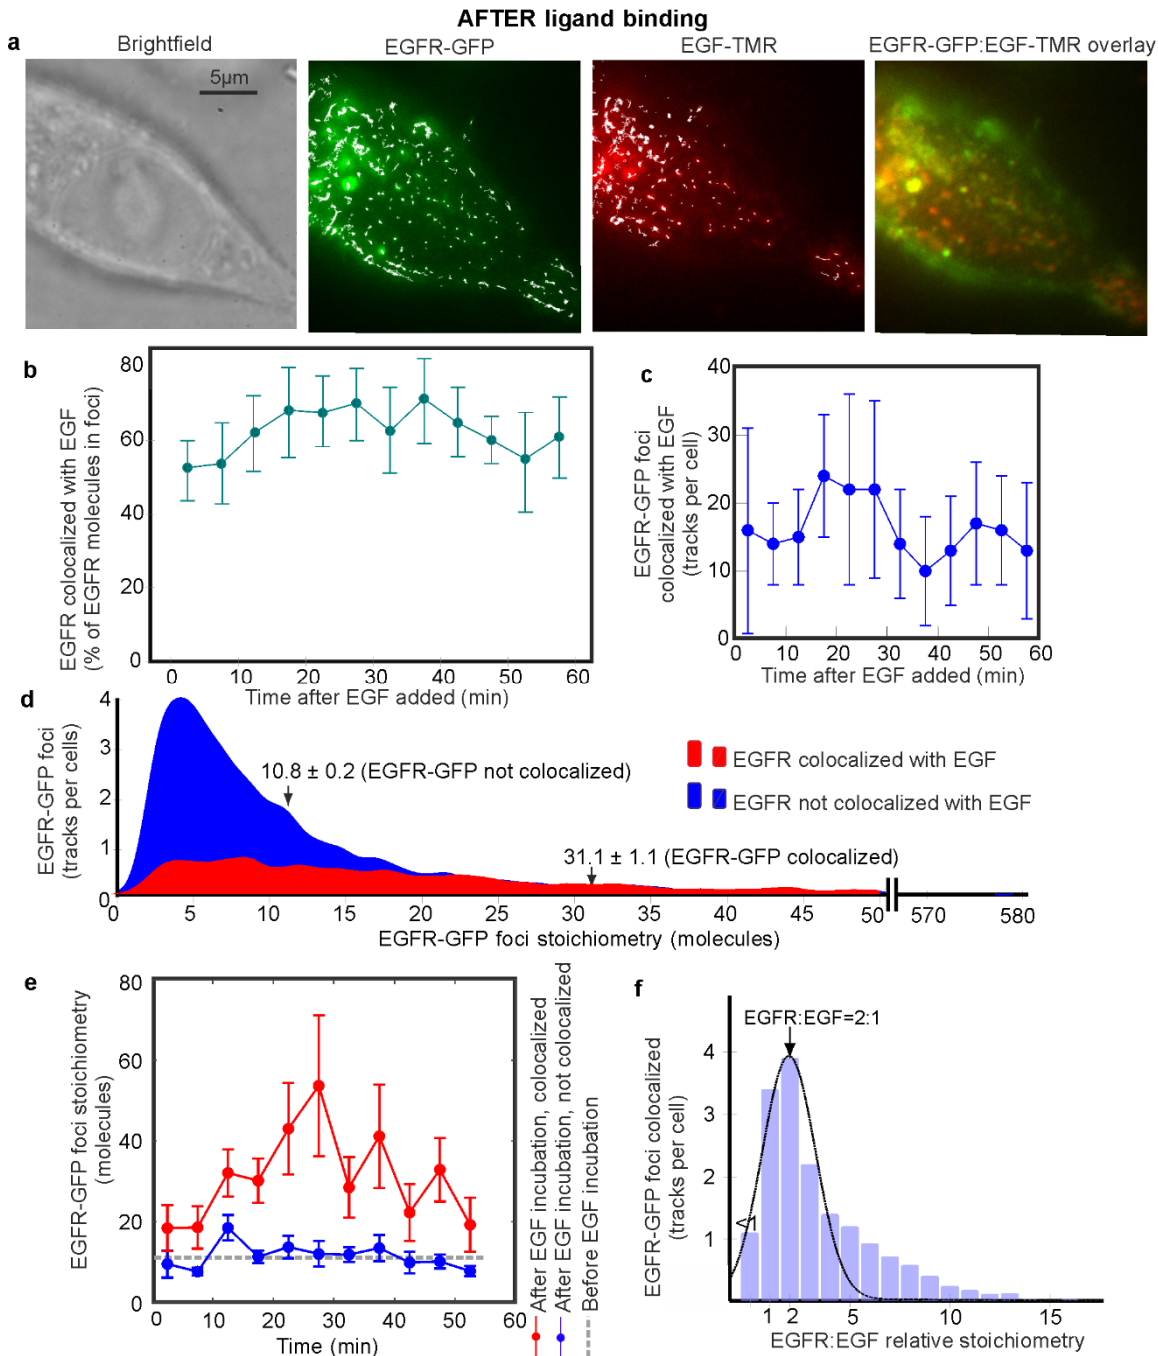 AFTER ligand binding
a
Brightfield
EGFR-GFP
EGF-TMR
EGFR-GFP:EGF-TMR overlay
5µm
b
EGFR colocalized with EGF
(% of EGFR molecules in foci)
80
60
40
20
0
0 10 20 30 40 50 60
Time after EGF added (min)
c
EGFR-GFP foci
colocalized with EGF
(tracks per cell)
40
30
20
10
0
0 10 20 30 40 50 60
Time after EGF added (min)
d
EGFR-GFP foci
(tracks per cells)
4
3
2
1
0
10.8 ± 0.2 (EGFR-GFP not colocalized)
EGFR colocalized with EGF
EGFR not colocalized with EGF
31.1 ± 1.1 (EGFR-GFP colocalized)
0 5 10 15 20 25 30 35 40 45 50 570 580
EGFR-GFP foci stoichiometry (molecules)
e
EGFR-GFP foci stoichiometry
(molecules)
80
60
40
20
0
0 10 20 30 40 50 60
Time (min)
After EGF incubation, colocalized
After EGF incubation, not colocalized
Before EGF incubation
f
EGFR-GFP foci colocalized
(tracks per cell)
EGFR:EGF=2:1
4
3
2
1
<1
1 2 5 10 15
EGFR:EGF relative stoichiometry